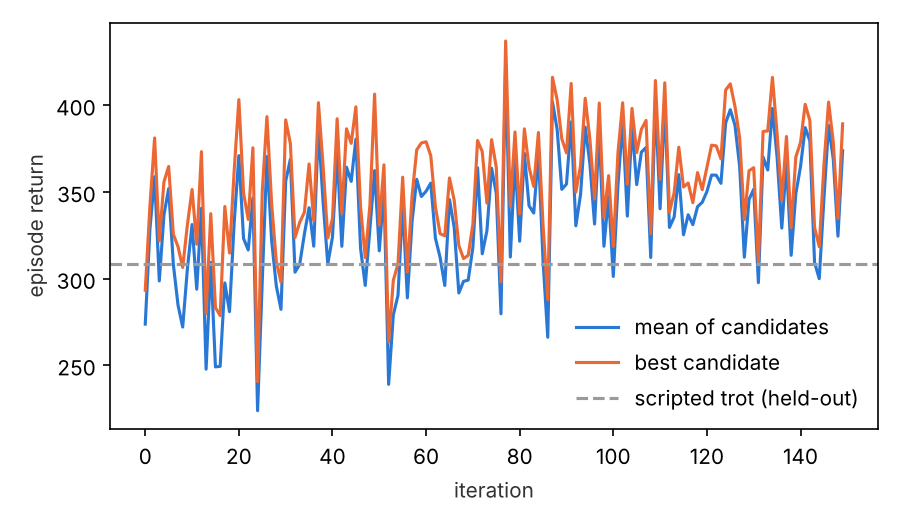 400
350
300
250
episode return
mean of candidates
best candidate
scripted trot (held-out)
0 20 40 60 80 100 120 140
iteration